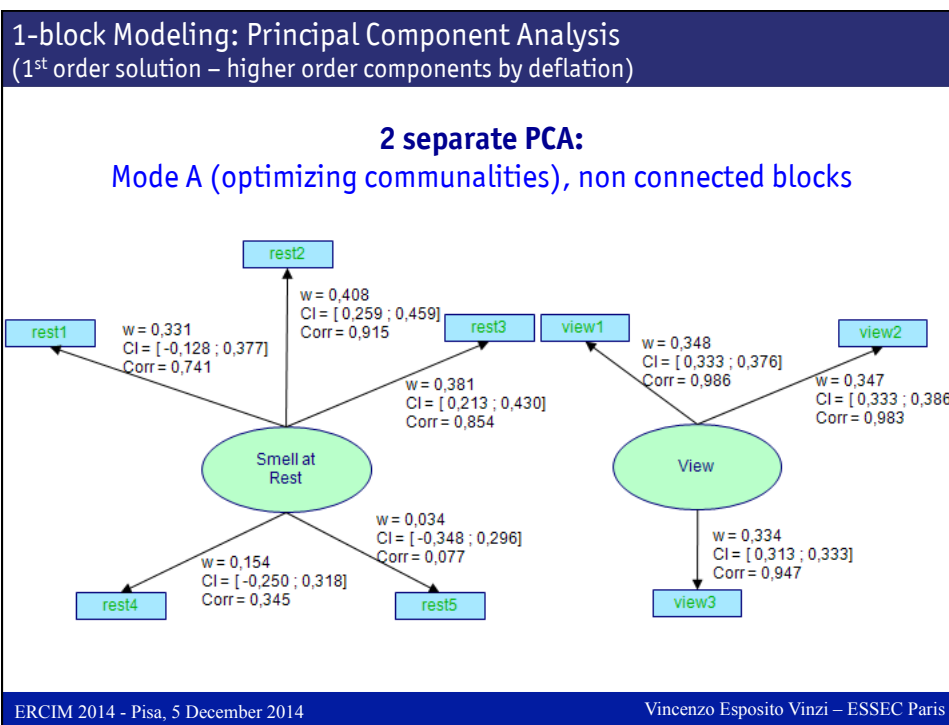 1-block Modeling: Principal Component Analysis
(1st order solution – higher order components by deflation)
2 separate PCA:
Mode A (optimizing communalities), non connected blocks
rest2
w = 0,408
CI = [ 0,259 ; 0,459]
Corr = 0,915
rest1
w = 0,331
CI = [ -0,128 ; 0,377]
Corr = 0,741
rest3
w = 0,381
CI = [ 0,213 ; 0,430]
Corr = 0,854
view1
w = 0,348
CI = [ 0,333 ; 0,376]
Corr = 0,986
view2
w = 0,347
CI = [ 0,333 ; 0,386
Corr = 0,983
Smell at
Rest
View
w = 0,154
CI = [ -0,250 ; 0,318]
Corr = 0,345
rest4
w = 0,034
CI = [ -0,348 ; 0,296]
Corr = 0,077
rest5
w = 0,334
CI = [ 0,313 ; 0,333]
Corr = 0,947
view3
ERCIM 2014 - Pisa, 5 December 2014
Vincenzo Esposito Vinzi – ESSEC Paris